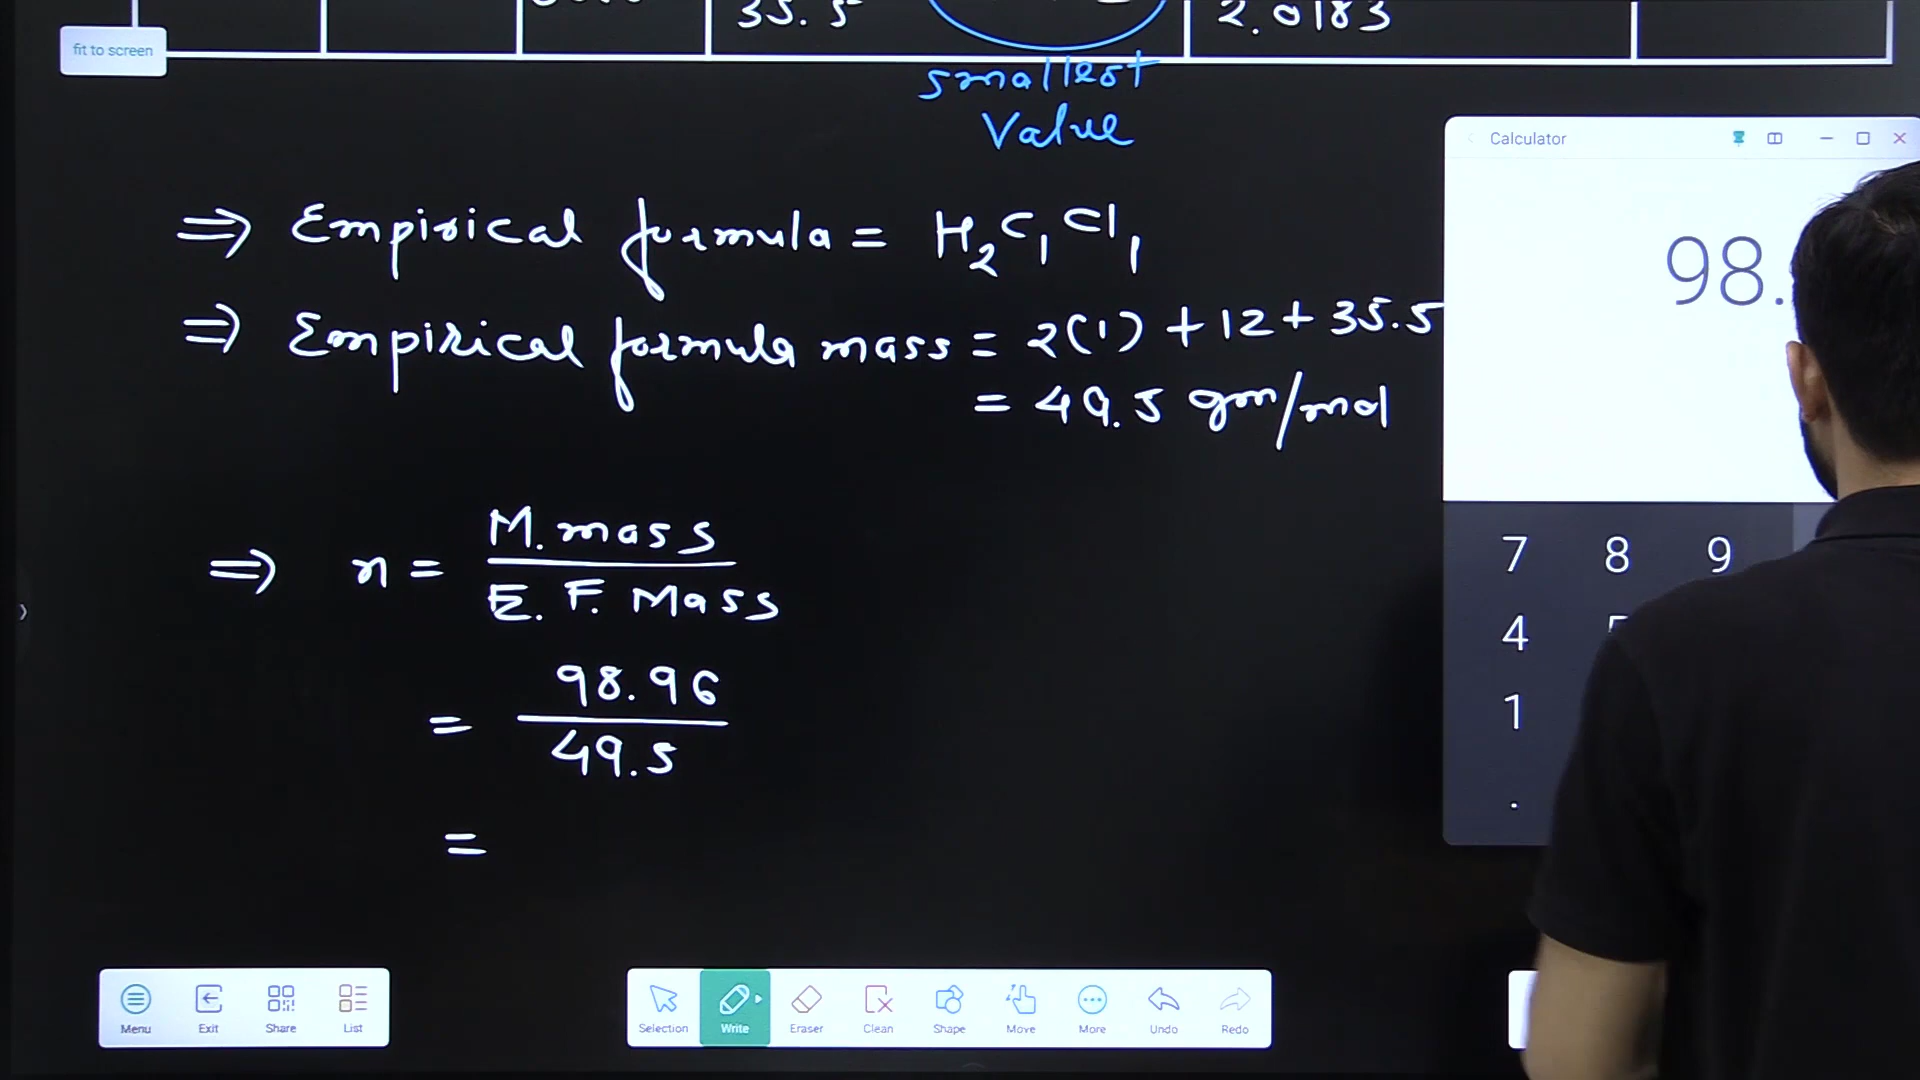 35.5 2.0183
fit to screen
smallest
Value
Calculator
98.
⇒ Empirical formula = H₂C₁Cl₁
⇒ Empirical formula mass = 2(1) + 12 + 35.5
= 49.5 gm/mol
⇒ n = M. mass / E. F. Mass
= 98.96 / 49.5
=
7 8 9
4
1
.
Menu Exit Share List
Selection Write Eraser Clean Shape Move More Undo Redo